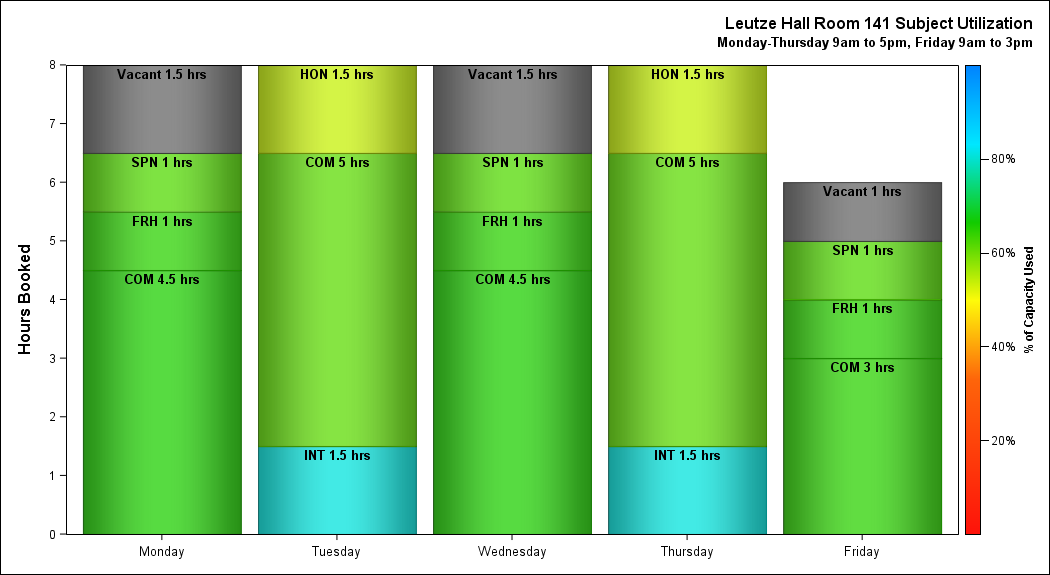 Leutze Hall Room 141 Subject Utilization
Monday-Thursday 9am to 5pm, Friday 9am to 3pm
Hours Booked
8
7
6
5
4
3
2
1
0
Vacant 1.5 hrs
SPN 1 hrs
FRH 1 hrs
COM 4.5 hrs
HON 1.5 hrs
COM 5 hrs
INT 1.5 hrs
Vacant 1.5 hrs
SPN 1 hrs
FRH 1 hrs
COM 4.5 hrs
HON 1.5 hrs
COM 5 hrs
INT 1.5 hrs
Vacant 1 hrs
SPN 1 hrs
FRH 1 hrs
COM 3 hrs
Monday Tuesday Wednesday Thursday Friday
80%
60%
40%
20%
% of Capacity Used